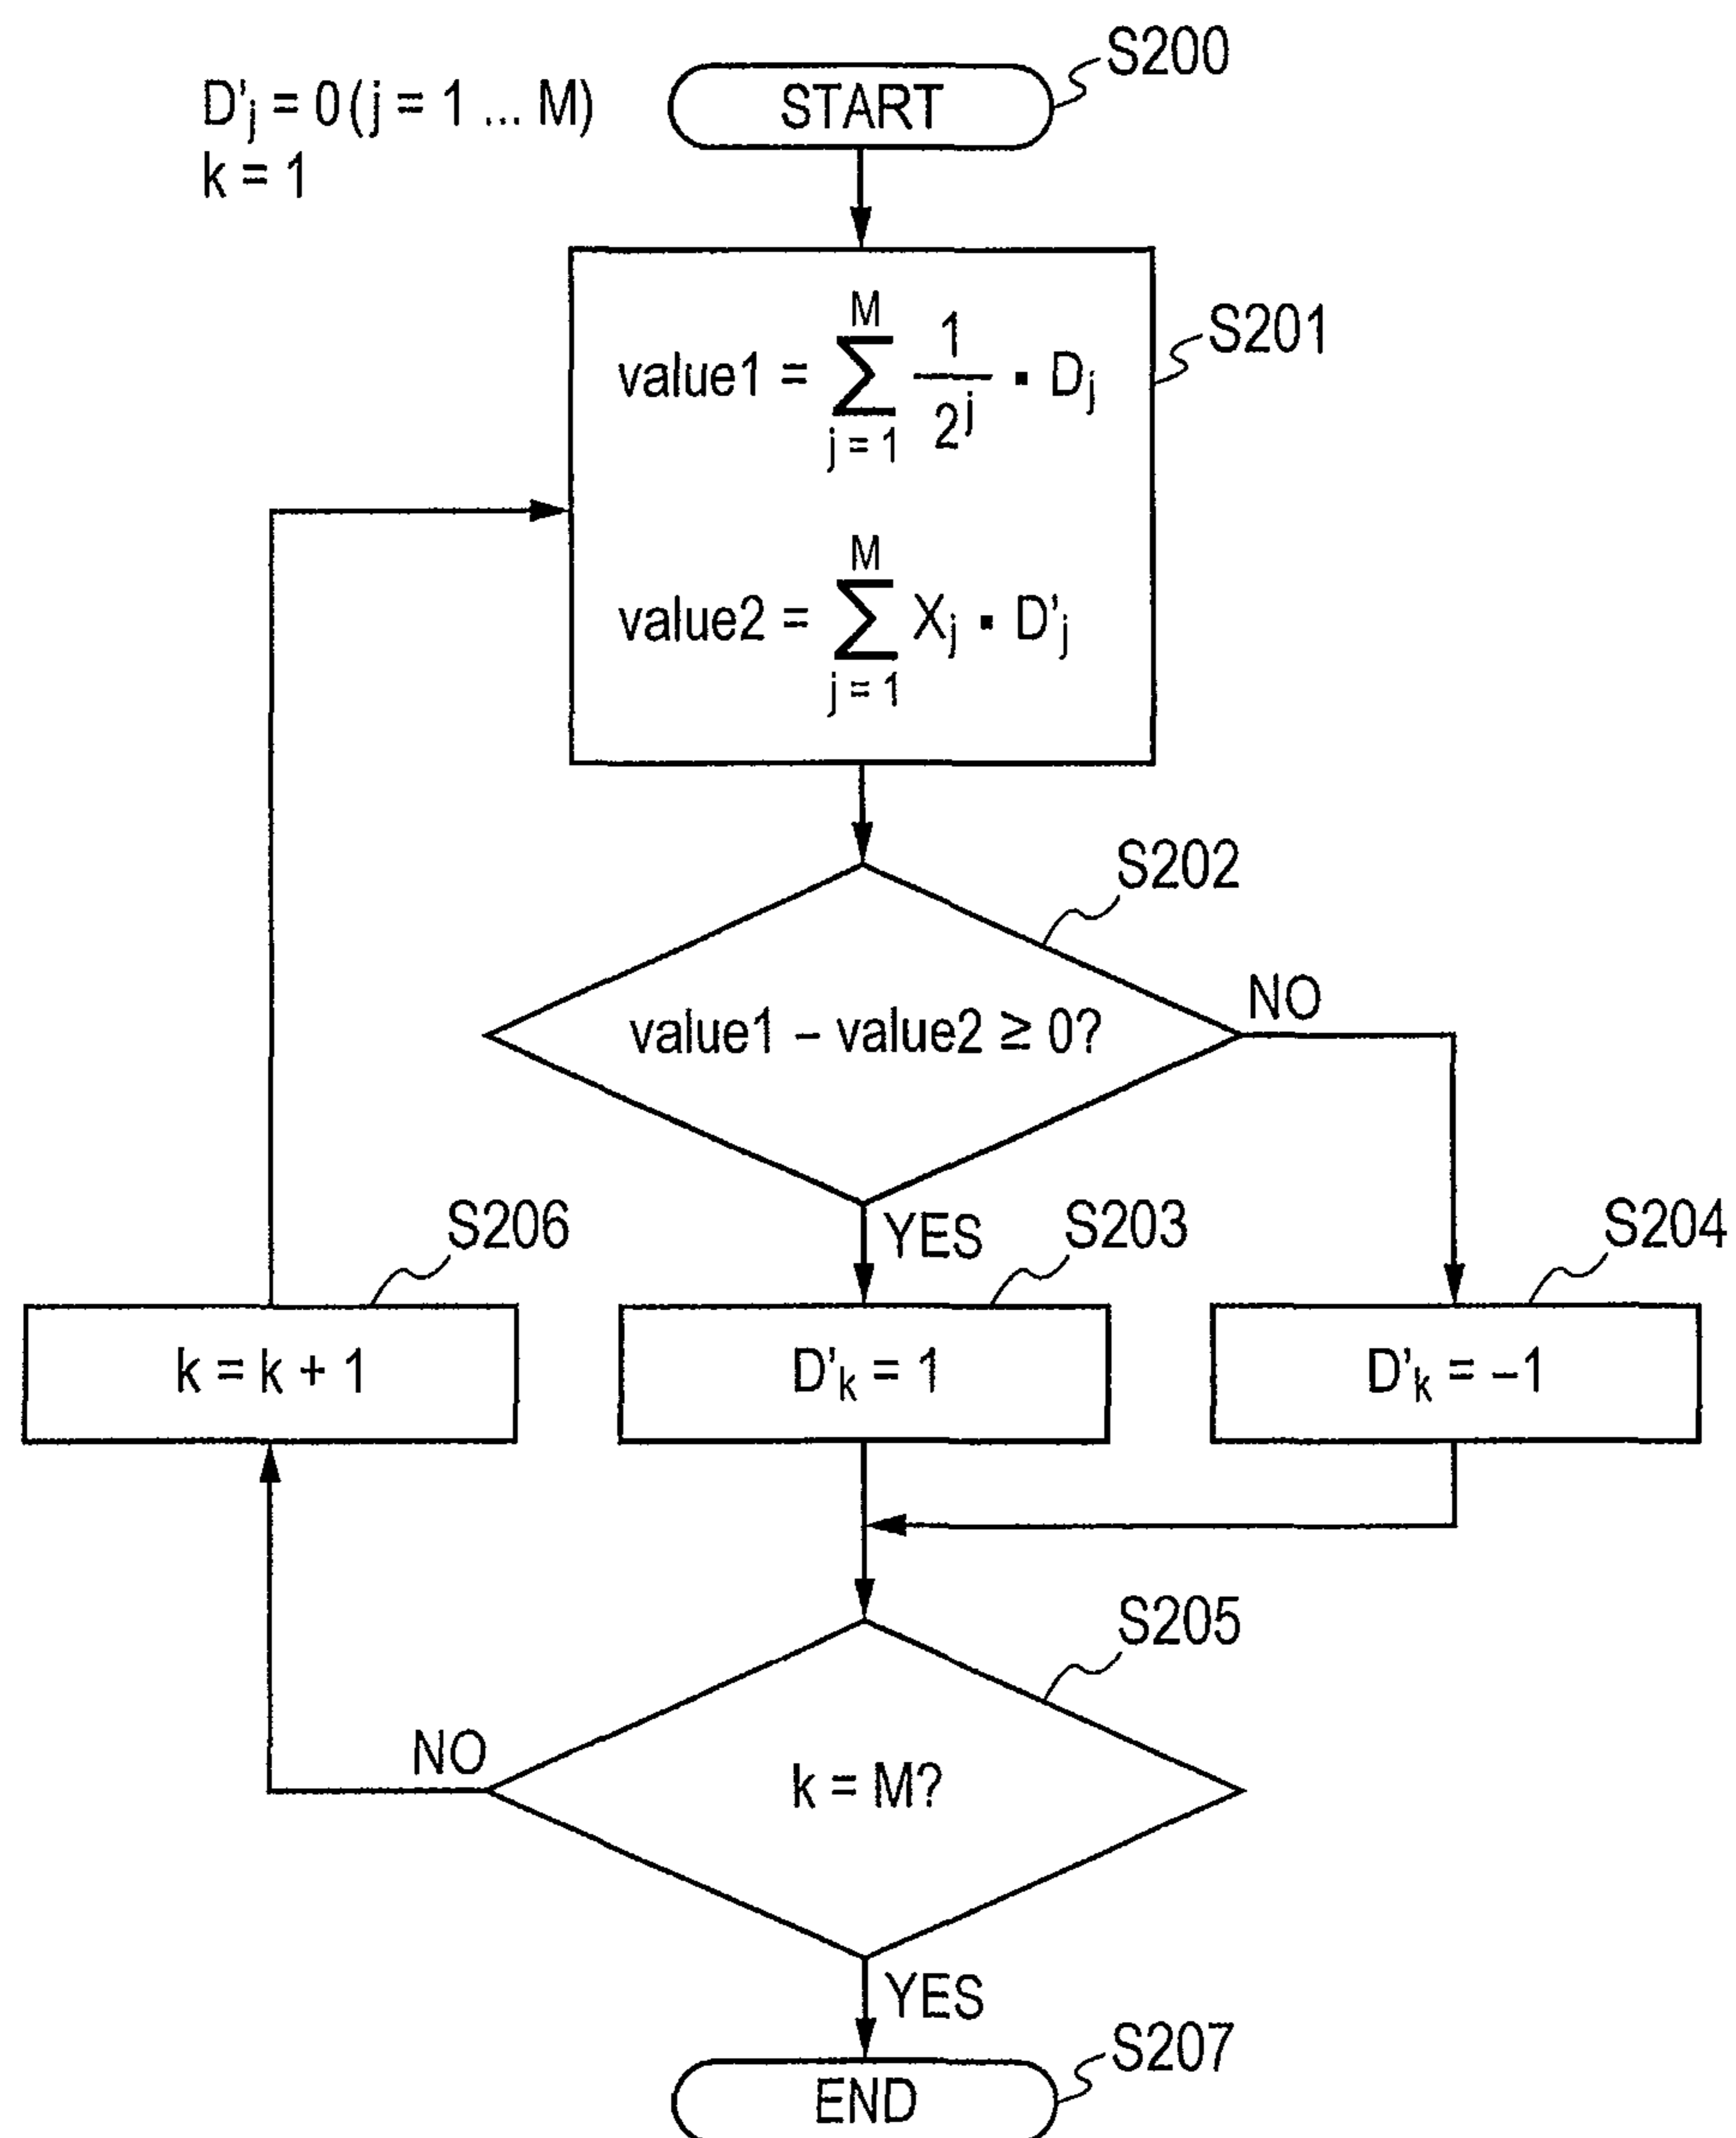 D'j = 0 (j = 1 ... M)
k = 1
START
S200
value1 = M ∑ j = 1 1 / 2^j ▪ Dj
S201
value2 = M ∑ j = 1 Xj ▪ D'j
S202
value1 – value2 ≥ 0?
NO
YES
S206
S203
S204
k = k + 1
D'k = 1
D'k = –1
S205
NO
k = M?
YES
S207
END